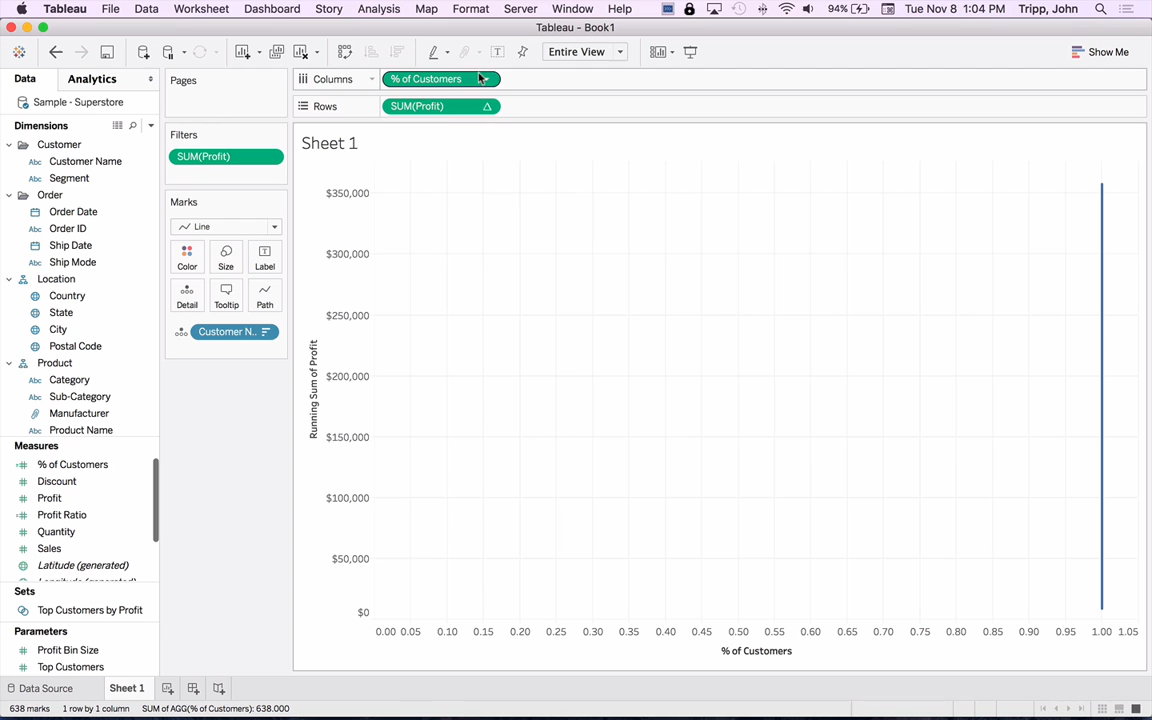 Tableau File Data Worksheet Dashboard Story Analysis Map Format Server Window Help 94% Tue Nov 8 1:04 PM Tripp, John
Tableau - Book1
Entire View Show Me
Data Analytics
Sample - Superstore
Dimensions
Customer
Abc Customer Name
Abc Segment
Order
Order Date
Abc Order ID
Ship Date
Abc Ship Mode
Location
Country
State
City
Postal Code
Product
Abc Category
Abc Sub-Category
Manufacturer
Abc Product Name
Measures
% of Customers
Discount
Profit
Profit Ratio
Quantity
Sales
Latitude (generated)
Longitude (generated)
Sets
Top Customers by Profit
Parameters
Profit Bin Size
Top Customers
Pages
Filters
SUM(Profit)
Marks
Line
Color Size Label
Detail Tooltip Path
Customer N..
Columns % of Customers
Rows SUM(Profit)
Sheet 1
Running Sum of Profit
$350,000
$300,000
$250,000
$200,000
$150,000
$100,000
$50,000
$0
0.00 0.05 0.10 0.15 0.20 0.25 0.30 0.35 0.40 0.45 0.50 0.55 0.60 0.65 0.70 0.75 0.80 0.85 0.90 0.95 1.00 1.05
% of Customers
Data Source Sheet 1
638 marks 1 row by 1 column SUM of AGG(% of Customers): 638.000